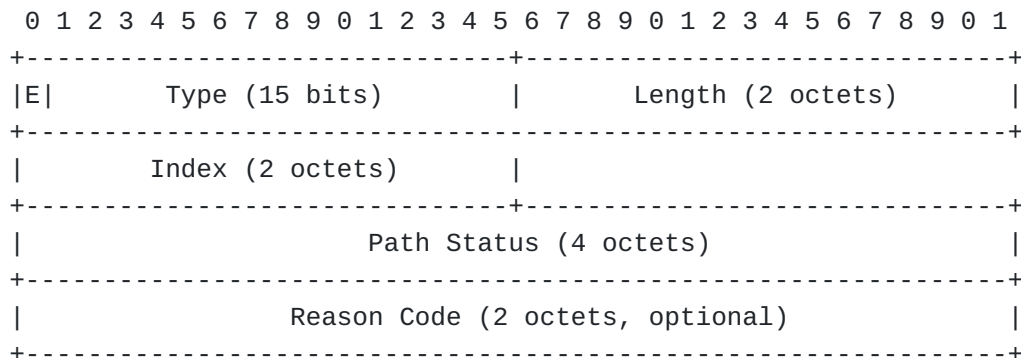 0 1 2 3 4 5 6 7 8 9 0 1 2 3 4 5 6 7 8 9 0 1 2 3 4 5 6 7 8 9 0 1
+-------------------------------+-------------------------------+
|E|       Type (15 bits)        |       Length (2 octets)       |
+---------------------------------------------------------------+
|        Index (2 octets)       |
+-------------------------------+-------------------------------+
|                      Path Status (4 octets)                   |
+---------------------------------------------------------------+
|                 Reason Code (2 octets, optional)              |
+---------------------------------------------------------------+